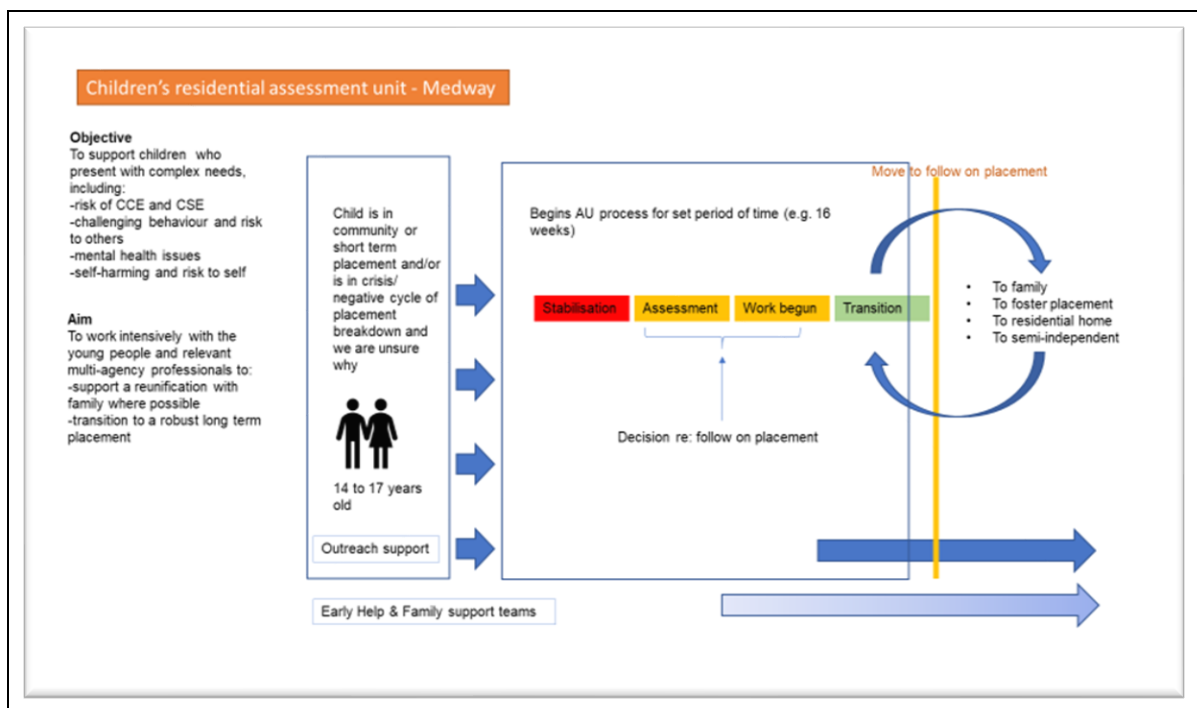 Children's residential assessment unit - Medway
Objective
To support children who
present with complex needs,
including:
-risk of CCE and CSE
-challenging behaviour and risk
to others
-mental health issues
-self-harming and risk to self
Aim
To work intensively with the
young people and relevant
multi-agency professionals to:
-support a reunification with
family where possible
-transition to a robust long term
placement
Child is in
community or
short term
placement and/or
is in crisis/
negative cycle of
placement
breakdown and
we are unsure
why
14 to 17 years
old
Outreach support
Early Help & Family support teams
Begins AU process for set period of time (e.g. 16
weeks)
Stabilisation
Assessment
Work begun
Transition
Decision re: follow on placement
Move to follow on placement
• To family
• To foster placement
• To residential home
• To semi-independent